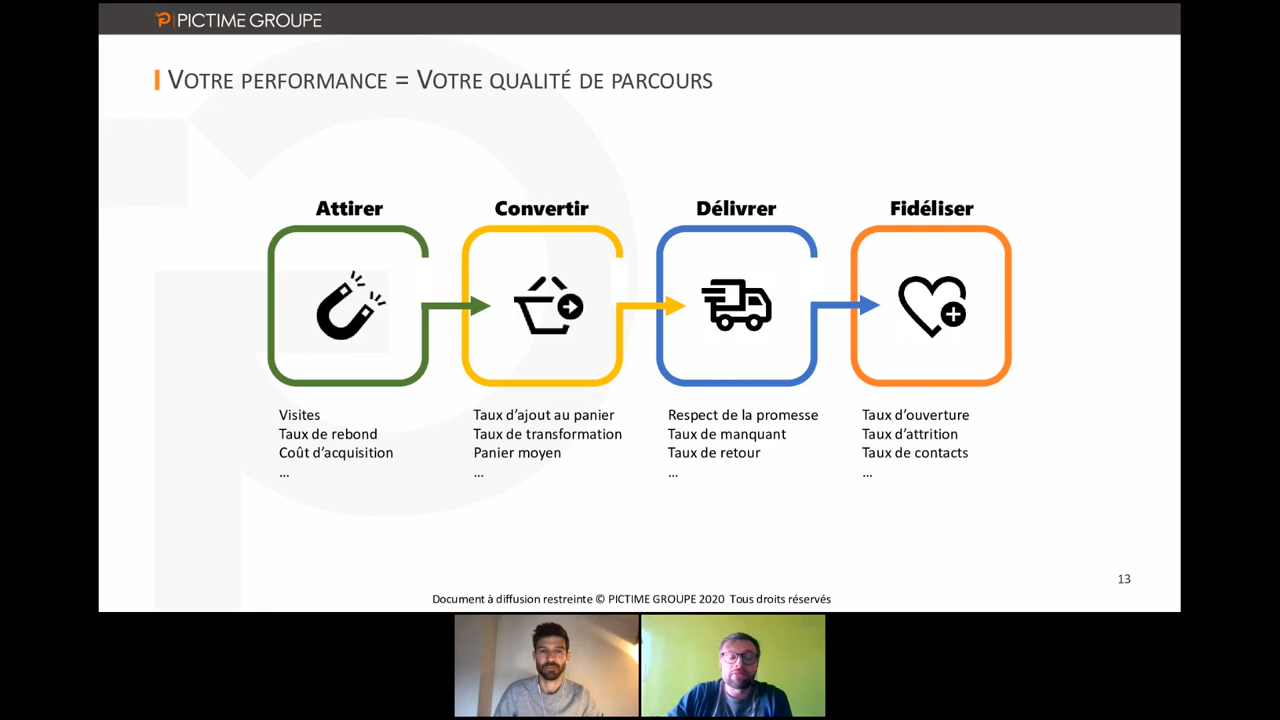 PICTIME GROUPE
VOTRE PERFORMANCE = VOTRE QUALITÉ DE PARCOURS
Attirer
Convertir
Délivrer
Fidéliser
Visites
Taux de rebond
Coût d'acquisition
...
Taux d'ajout au panier
Taux de transformation
Panier moyen
...
Respect de la promesse
Taux de manquant
Taux de retour
...
Taux d'ouverture
Taux d'attrition
Taux de contacts
...
13
Document à diffusion restreinte © PICTIME GROUPE 2020 Tous droits réservés